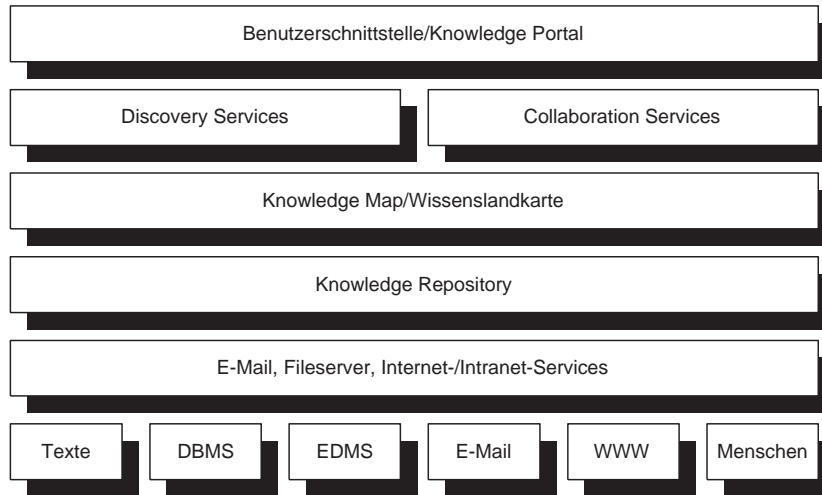 Benutzerschnittstelle/Knowledge Portal
Discovery Services
Collaboration Services
Knowledge Map/Wissenslandkarte
Knowledge Repository
E-Mail, Fileserver, Internet-/Intranet-Services
Texte
DBMS
EDMS
E-Mail
WWW
Menschen